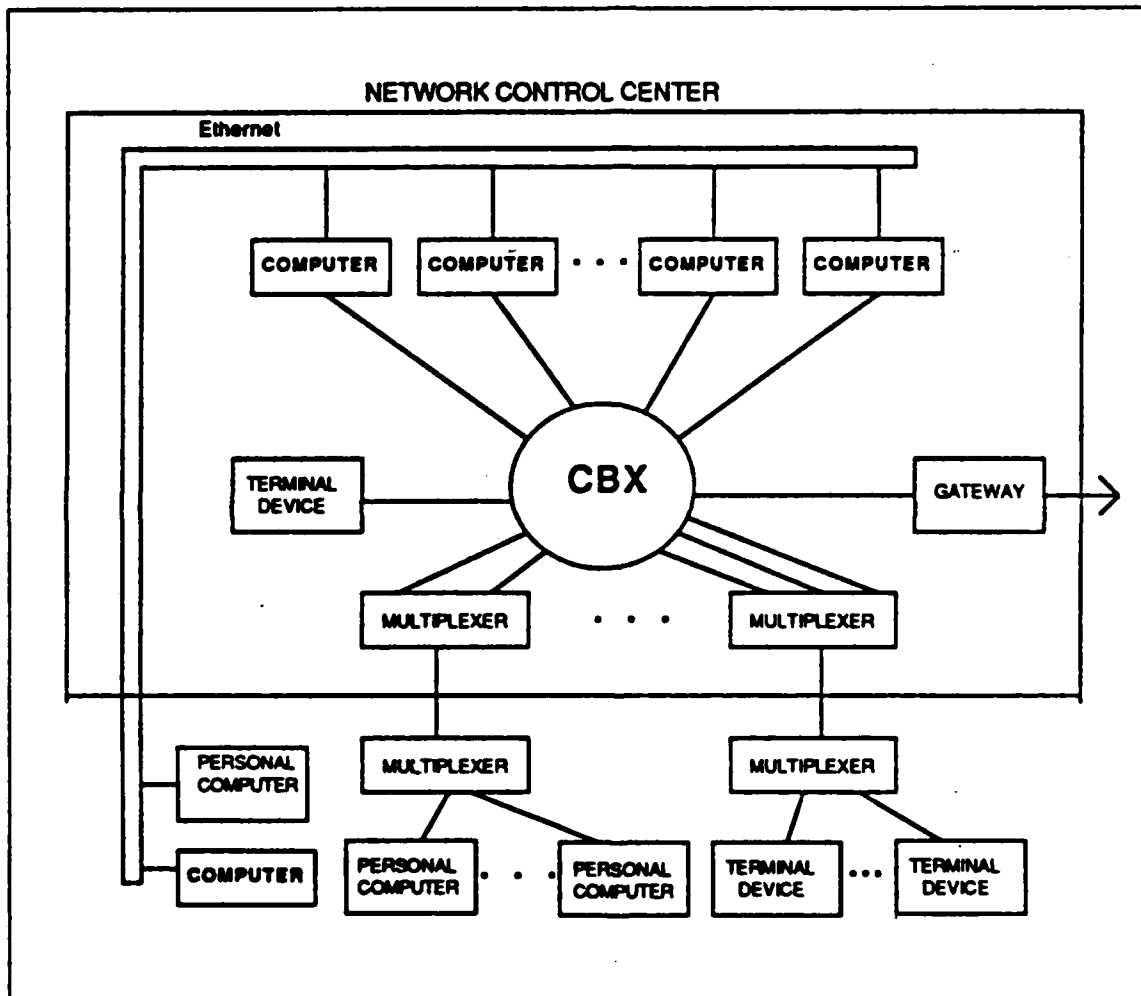 NETWORK CONTROL CENTER
Ethernet
COMPUTER
COMPUTER
. . .
COMPUTER
COMPUTER
TERMINAL
DEVICE
CBX
GATEWAY
MULTIPLEXER
. . .
MULTIPLEXER
PERSONAL
COMPUTER
MULTIPLEXER
MULTIPLEXER
COMPUTER
PERSONAL
COMPUTER
. . .
PERSONAL
COMPUTER
TERMINAL
DEVICE
...
TERMINAL
DEVICE